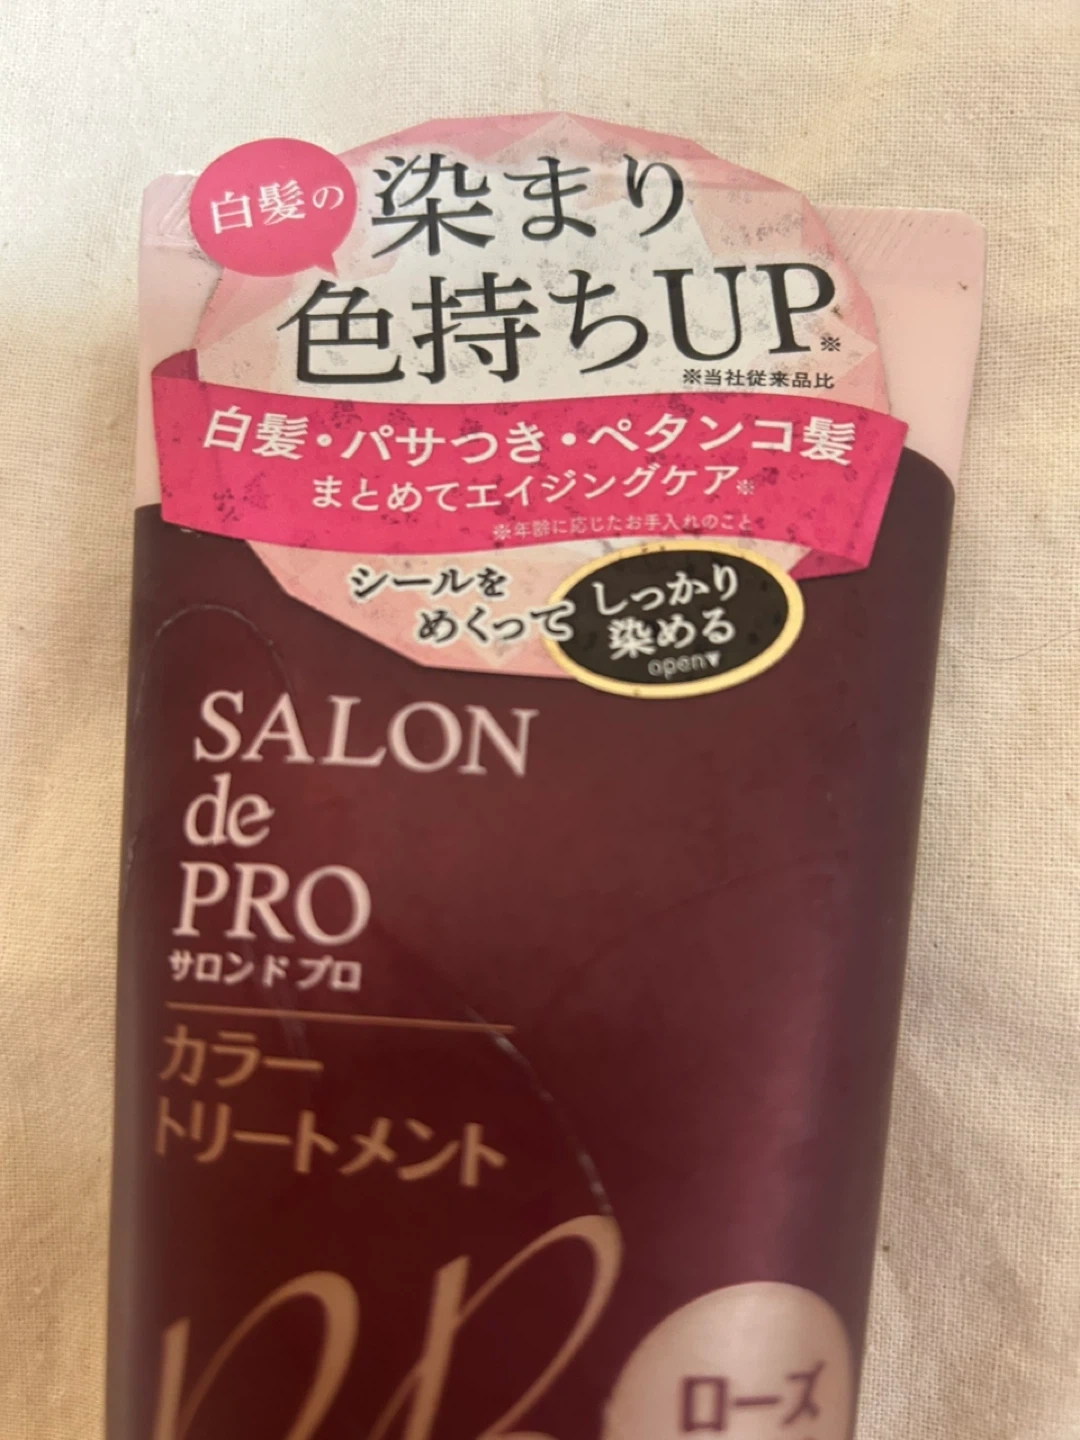 白髪の
染まり
色持ちUP※
※当社従来品比
白髪・パサつき・ペタンコ髪
まとめてエイジングケア※
※年齢に応じたお手入れのこと
シールを
めくって
しっかり
染める
open▼
SALON
de
PRO
サロンドプロ
カラー
トリートメント
ローズ